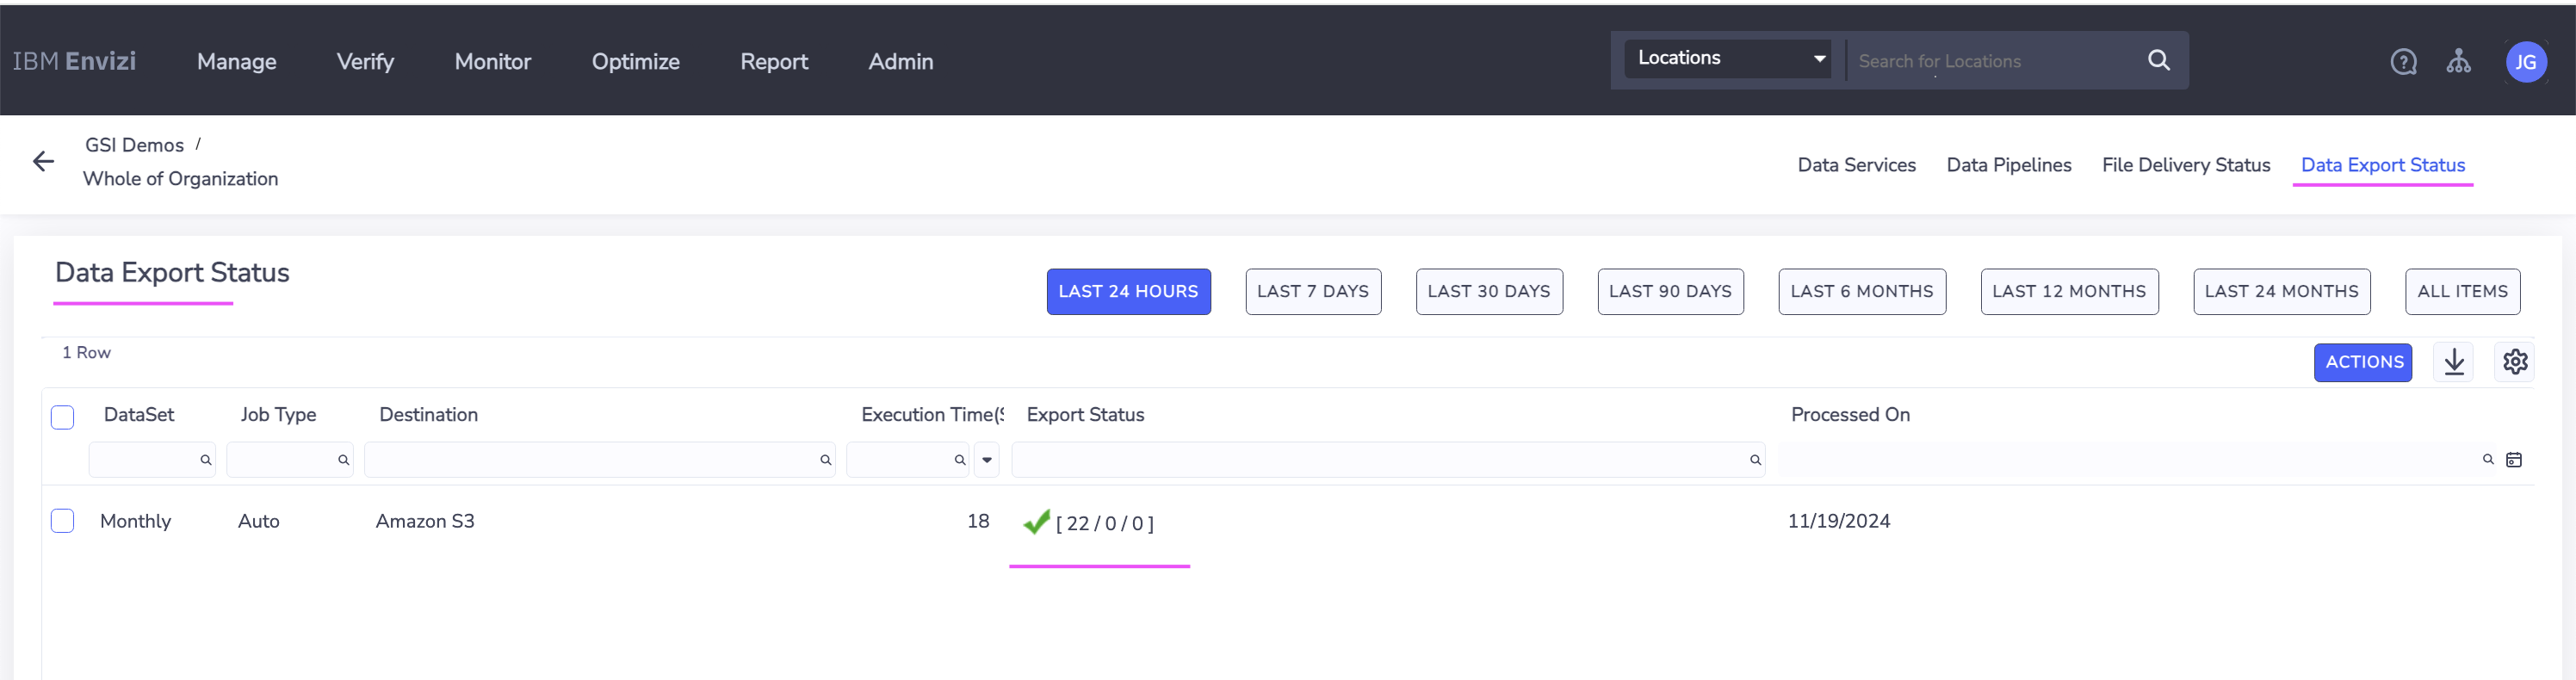 IBM Envizi Manage Verify Monitor Optimize Report Admin Locations Search for Locations JG
GSI Demos /
Whole of Organization
Data Services Data Pipelines File Delivery Status Data Export Status
Data Export Status
LAST 24 HOURS LAST 7 DAYS LAST 30 DAYS LAST 90 DAYS LAST 6 MONTHS LAST 12 MONTHS LAST 24 MONTHS ALL ITEMS
1 Row
ACTIONS
DataSet Job Type Destination Execution Time(S Export Status Processed On
Monthly Auto Amazon S3 18 [ 22 / 0 / 0 ] 11/19/2024